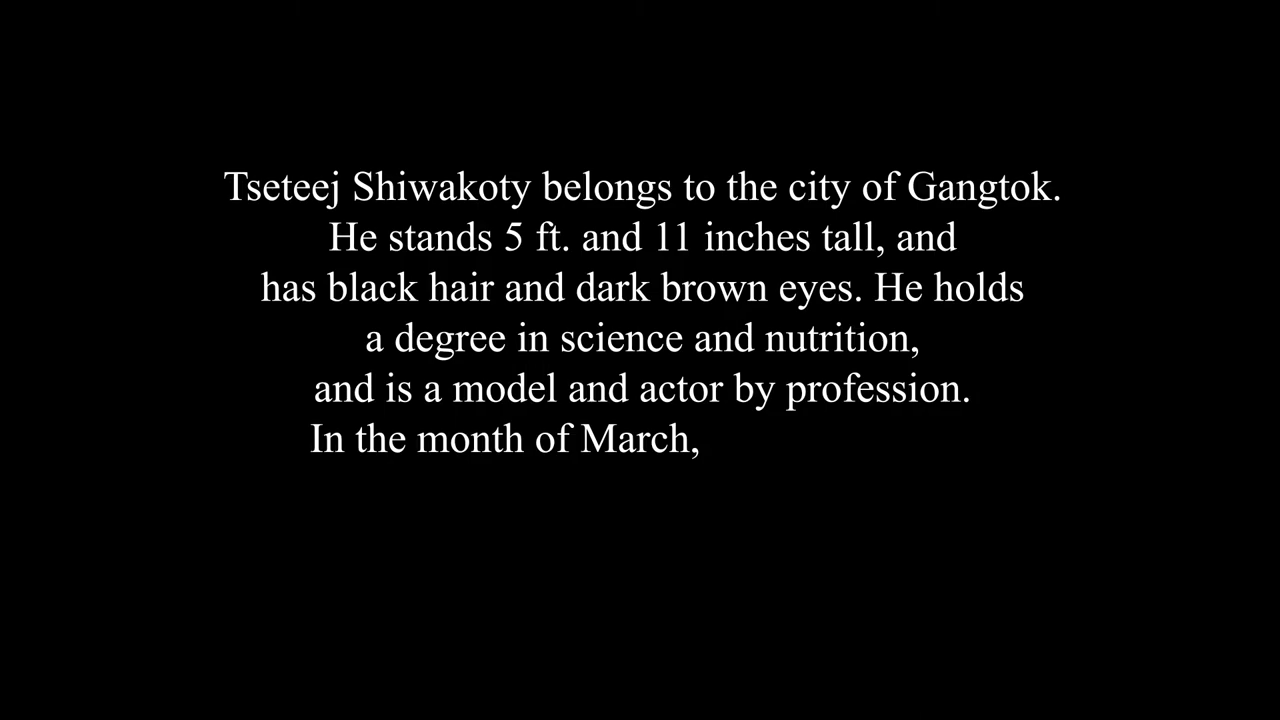 Tseteej Shiwakoty belongs to the city of Gangtok.
He stands 5 ft. and 11 inches tall, and
has black hair and dark brown eyes. He holds
a degree in science and nutrition,
and is a model and actor by profession.
In the month of March,